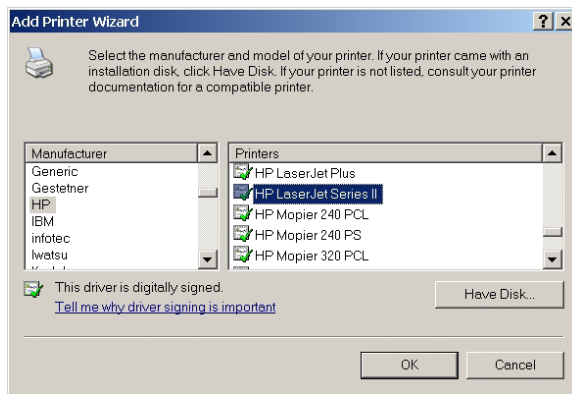 Add Printer Wizard
Select the manufacturer and model of your printer. If your printer came with an
installation disk, click Have Disk. If your printer is not listed, consult your printer
documentation for a compatible printer.
Manufacturer
Generic
Gestetner
HP
IBM
infotec
Iwatsu
Printers
HP LaserJet Plus
HP LaserJet Series II
HP Mopier 240 PCL
HP Mopier 240 PS
HP Mopier 320 PCL
This driver is digitally signed.
Tell me why driver signing is important
Have Disk...
OK
Cancel